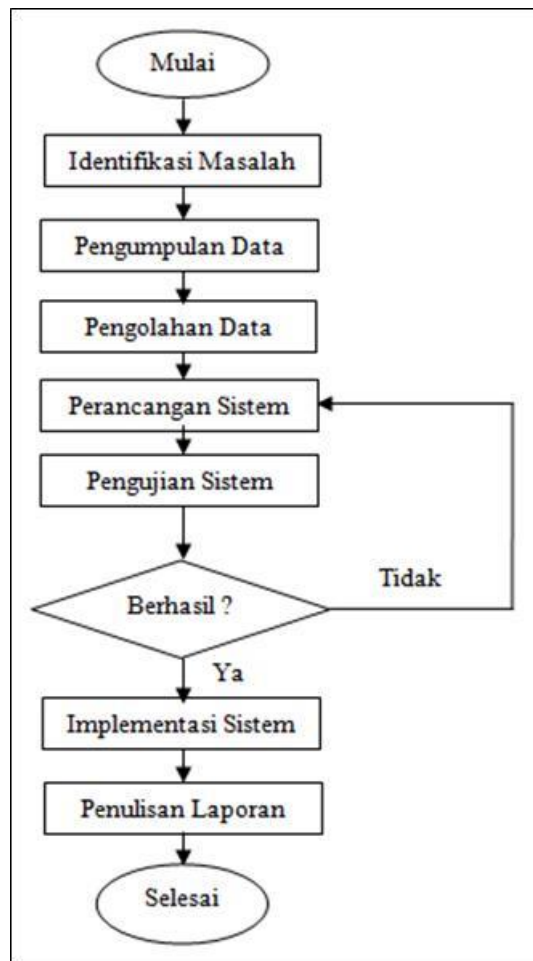 Mulai
Identifikasi Masalah
Pengumpulan Data
Pengolahan Data
Perancangan Sistem
Pengujian Sistem
Berhasil ?
Tidak
Ya
Implementasi Sistem
Penulisan Laporan
Selesai